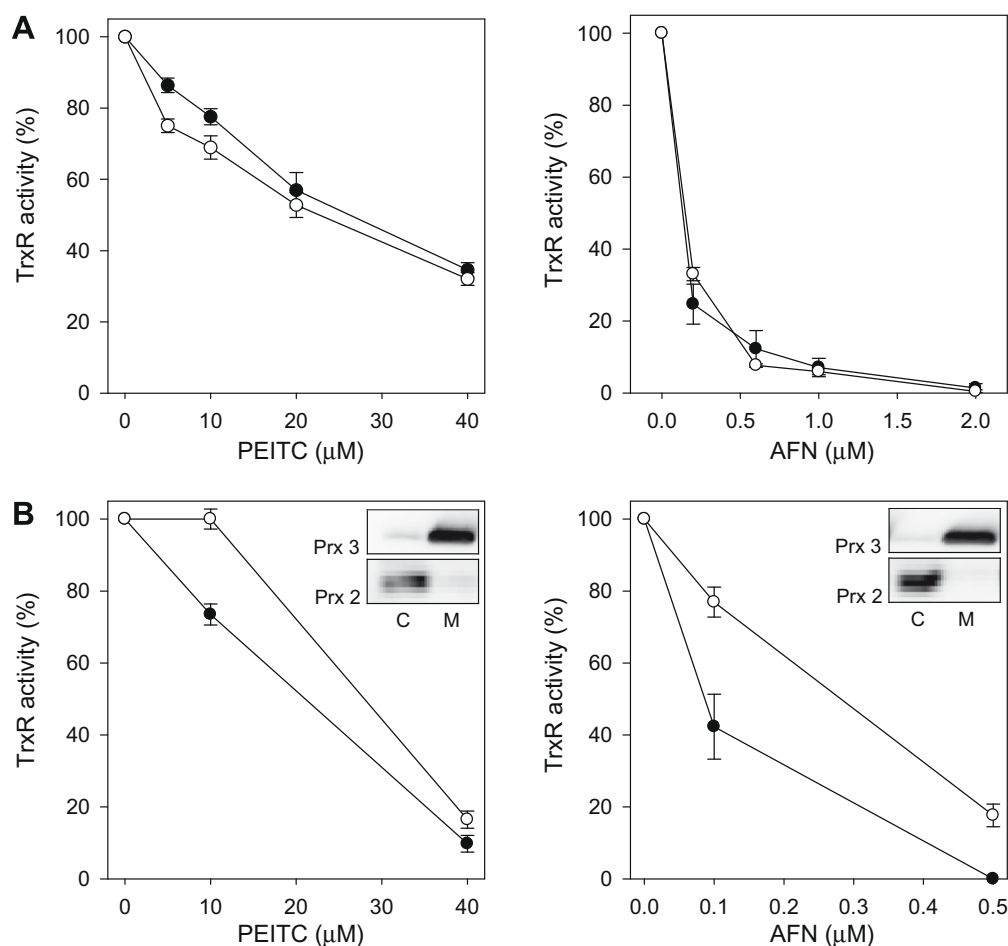 A
TrxR activity (%)
100
80
60
40
20
0
0 10 20 30 40
PEITC (μM)
TrxR activity (%)
100
80
60
40
20
0
0.0 0.5 1.0 1.5 2.0
AFN (μM)
B
TrxR activity (%)
100
80
60
40
20
0
Prx 3
Prx 2
C M
0 10 20 30 40
PEITC (μM)
TrxR activity (%)
100
80
60
40
20
0
Prx 3
Prx 2
C M
0.0 0.1 0.2 0.3 0.4 0.5
AFN (μM)